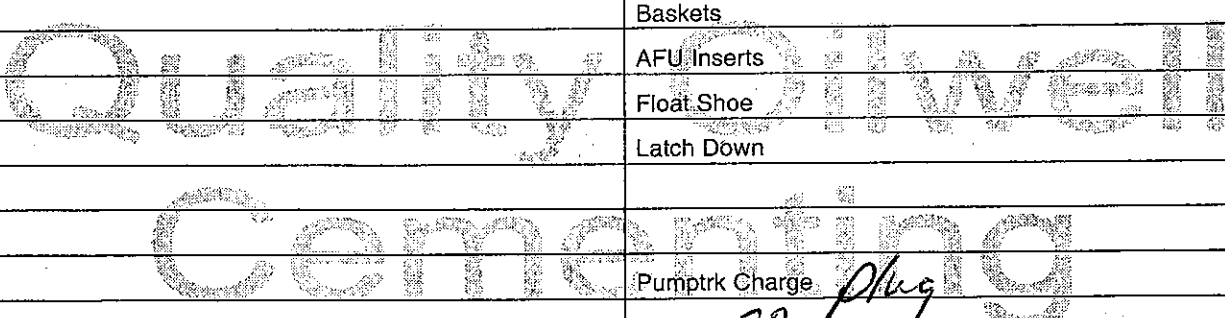 Baskets
Quality Oilwell
AFU Inserts
Float Shoe
Latch Down
Cementing
Pumptrk Charge plug